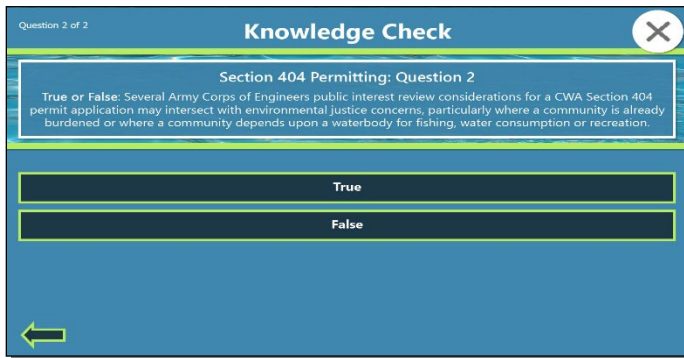 Question 2 of 2
Knowledge Check
Section 404 Permitting: Question 2
True or False: Several Army Corps of Engineers public interest review considerations for a CWA Section 404
permit application may intersect with environmental justice concerns, particularly where a community is already
burdened or where a community depends upon a waterbody for fishing, water consumption or recreation.
True
False